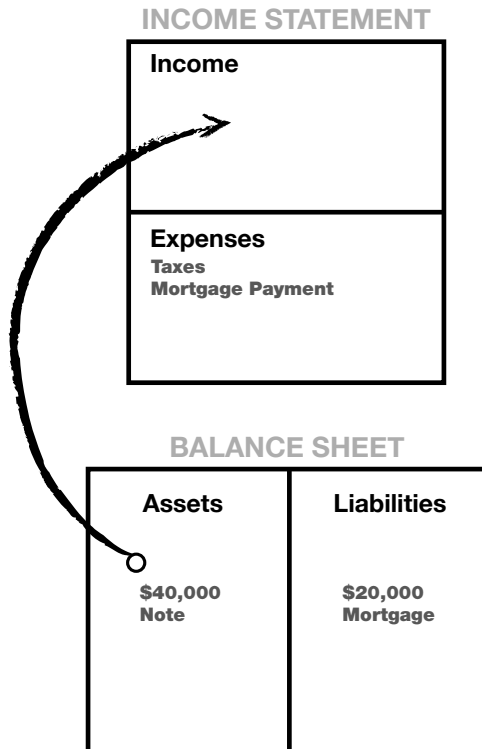 INCOME STATEMENT
Income
Expenses
Taxes
Mortgage Payment
BALANCE SHEET
Assets
$40,000
Note
Liabilities
$20,000
Mortgage